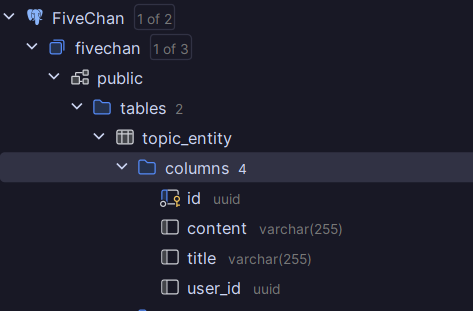 FiveChan 1 of 2
fivechan 1 of 3
public
tables 2
topic_entity
columns 4
id uuid
content varchar(255)
title varchar(255)
user_id uuid